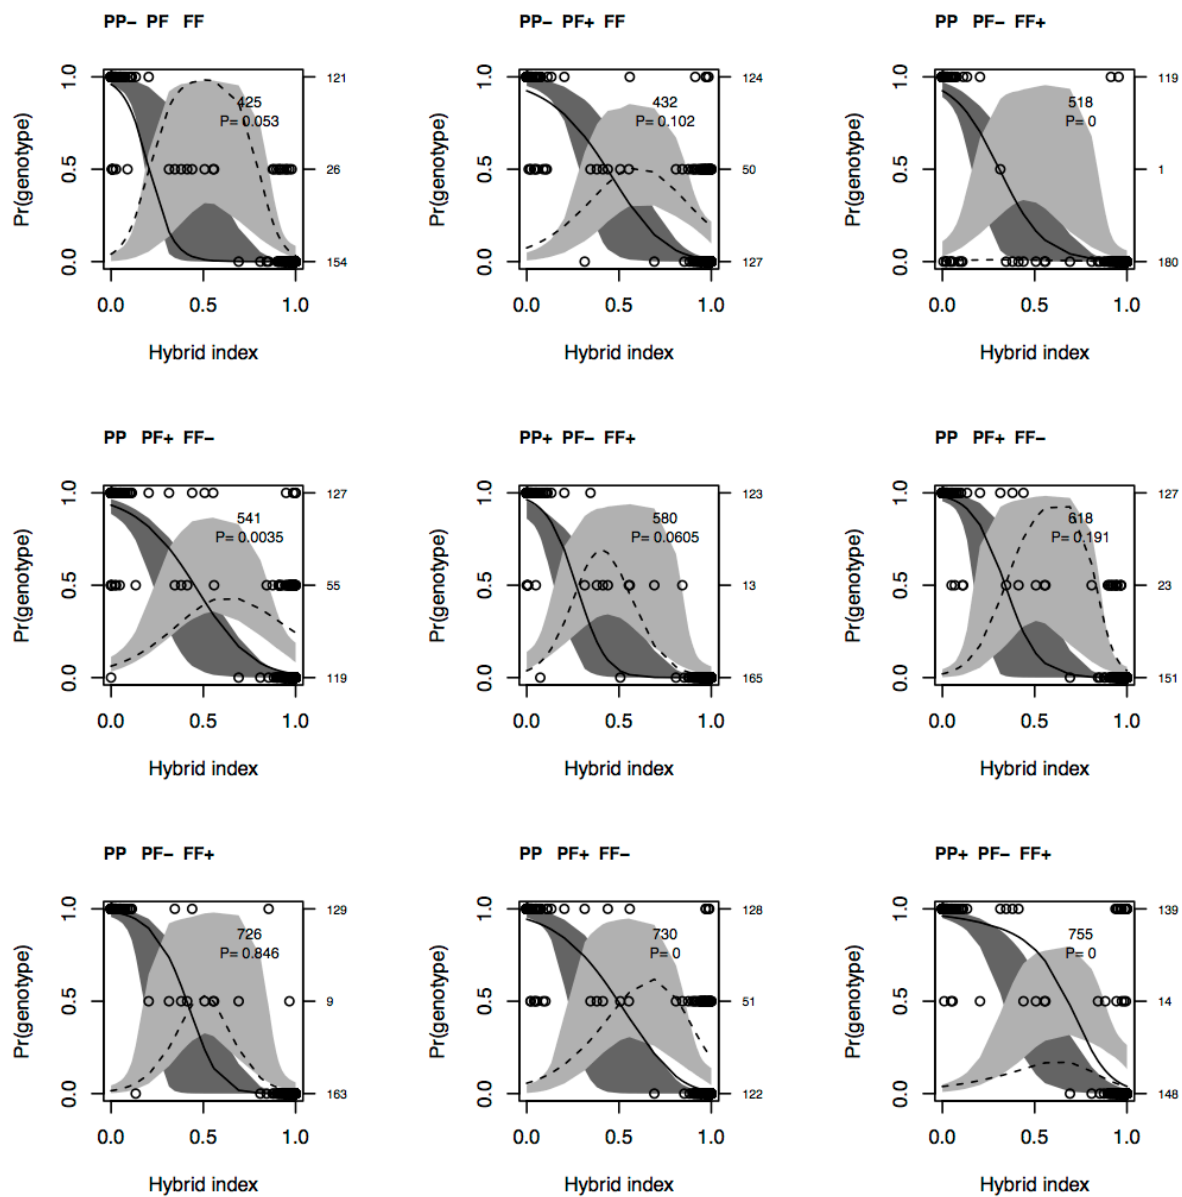 PP− PF FF
PP− PF+ FF
PP PF− FF+
Pr(genotype)
0.0 0.5 1.0
425
P= 0.053
121
26
154
0.0 0.5 1.0
Hybrid index
Pr(genotype)
0.0 0.5 1.0
432
P= 0.102
124
50
127
0.0 0.5 1.0
Hybrid index
Pr(genotype)
0.0 0.5 1.0
518
P= 0
119
1
180
0.0 0.5 1.0
Hybrid index
PP PF+ FF−
PP+ PF− FF+
PP PF+ FF−
Pr(genotype)
0.0 0.5 1.0
541
P= 0.0035
127
55
119
0.0 0.5 1.0
Hybrid index
Pr(genotype)
0.0 0.5 1.0
580
P= 0.0605
123
13
165
0.0 0.5 1.0
Hybrid index
Pr(genotype)
0.0 0.5 1.0
618
P= 0.191
127
23
151
0.0 0.5 1.0
Hybrid index
PP PF− FF+
PP PF+ FF−
PP+ PF− FF+
Pr(genotype)
0.0 0.5 1.0
726
P= 0.846
129
9
163
0.0 0.5 1.0
Hybrid index
Pr(genotype)
0.0 0.5 1.0
730
P= 0
128
51
122
0.0 0.5 1.0
Hybrid index
Pr(genotype)
0.0 0.5 1.0
755
P= 0
139
14
148
0.0 0.5 1.0
Hybrid index